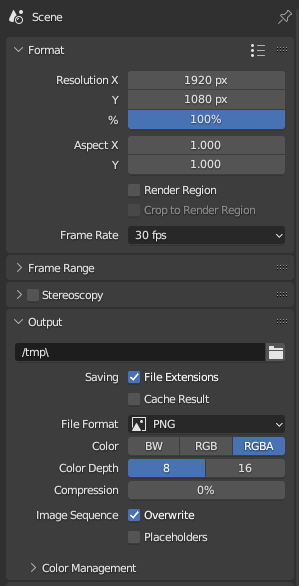 Scene
Format
Resolution X 1920 px
Y 1080 px
% 100%
Aspect X 1.000
Y 1.000
Render Region
Crop to Render Region
Frame Rate 30 fps
Frame Range
Stereoscopy
Output
/tmp\
Saving File Extensions
Cache Result
File Format PNG
Color BW RGB RGBA
Color Depth 8 16
Compression 0%
Image Sequence Overwrite
Placeholders
Color Management